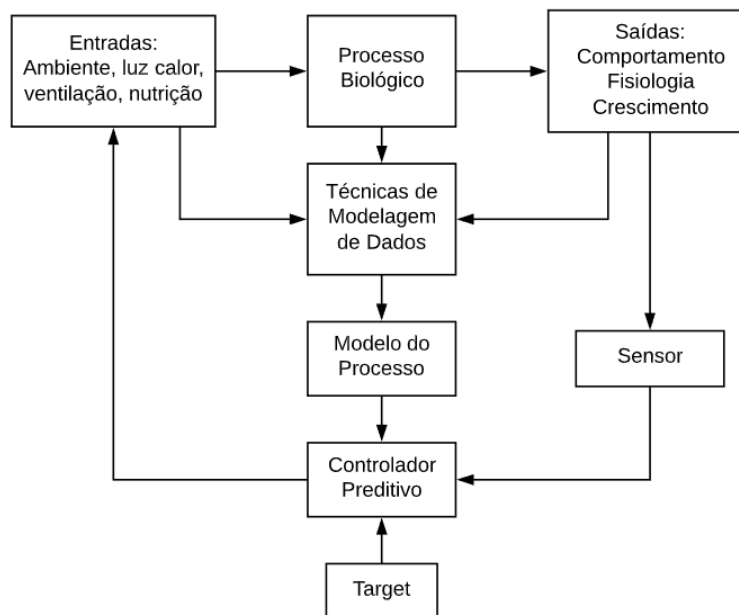 Entradas:
Ambiente, luz calor,
ventilação, nutrição
Processo
Biológico
Saídas:
Comportamento
Fisiologia
Crescimento
Técnicas de
Modelagem
de Dados
Modelo do
Processo
Sensor
Controlador
Preditivo
Target